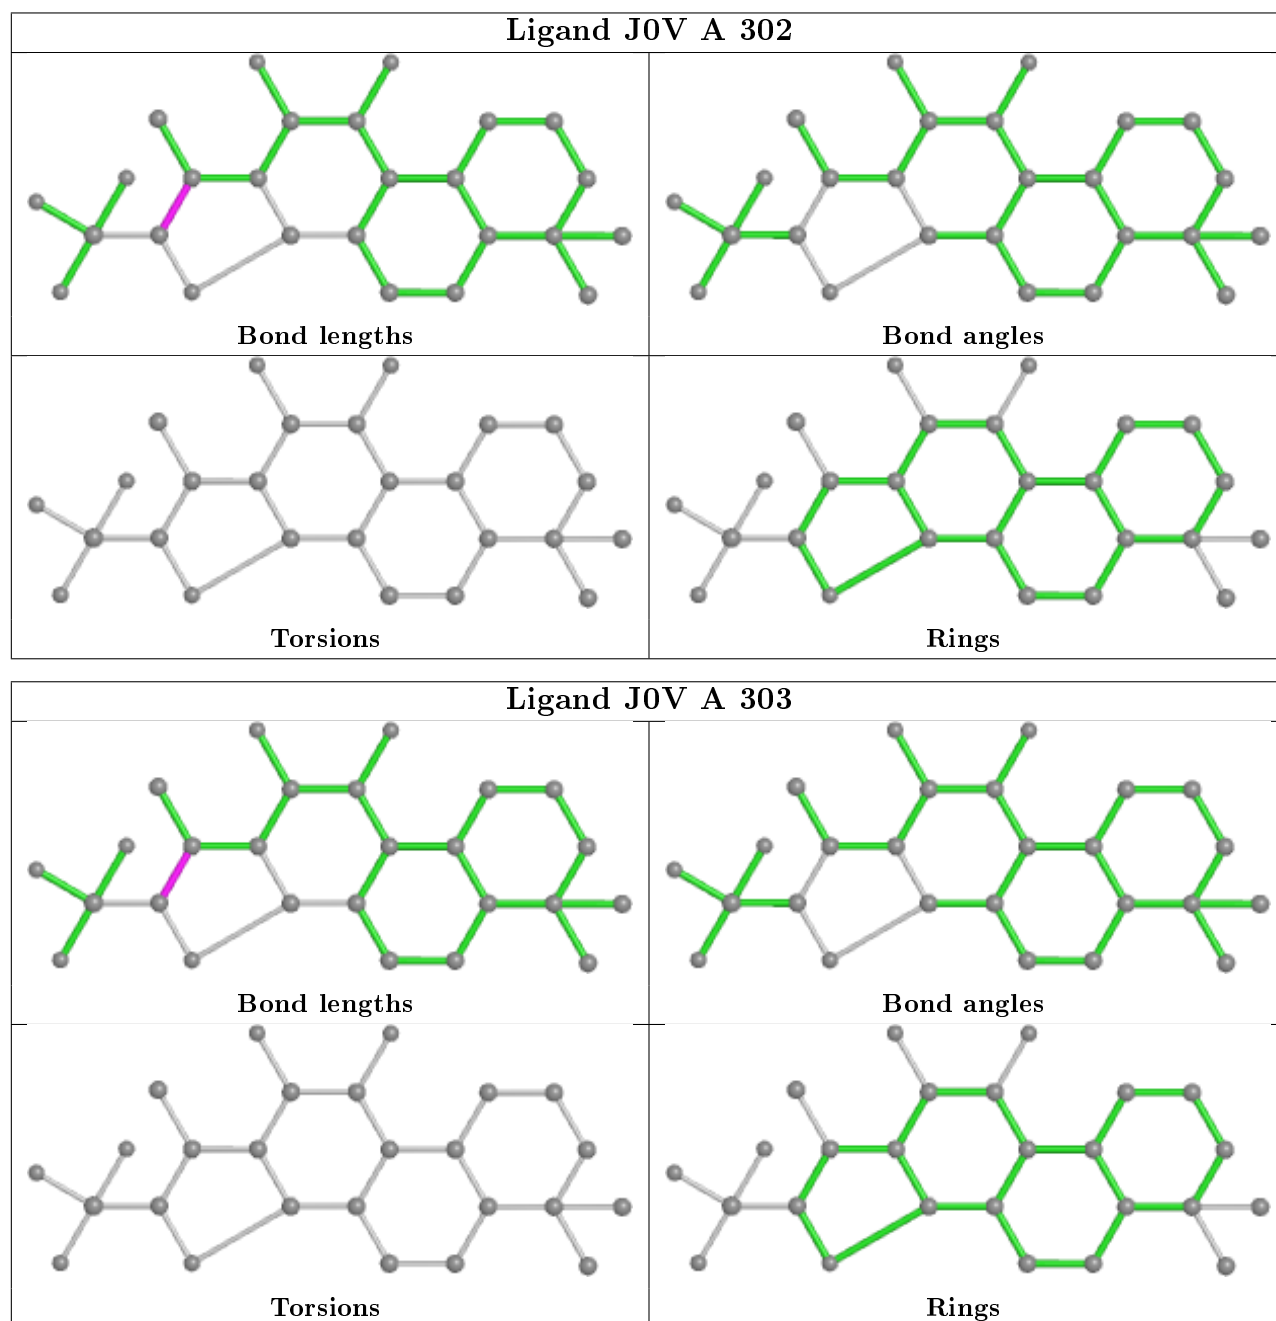 Ligand J0V A 302
Bond lengths
Bond angles
Torsions
Rings
Ligand J0V A 303
Bond lengths
Bond angles
Torsions
Rings